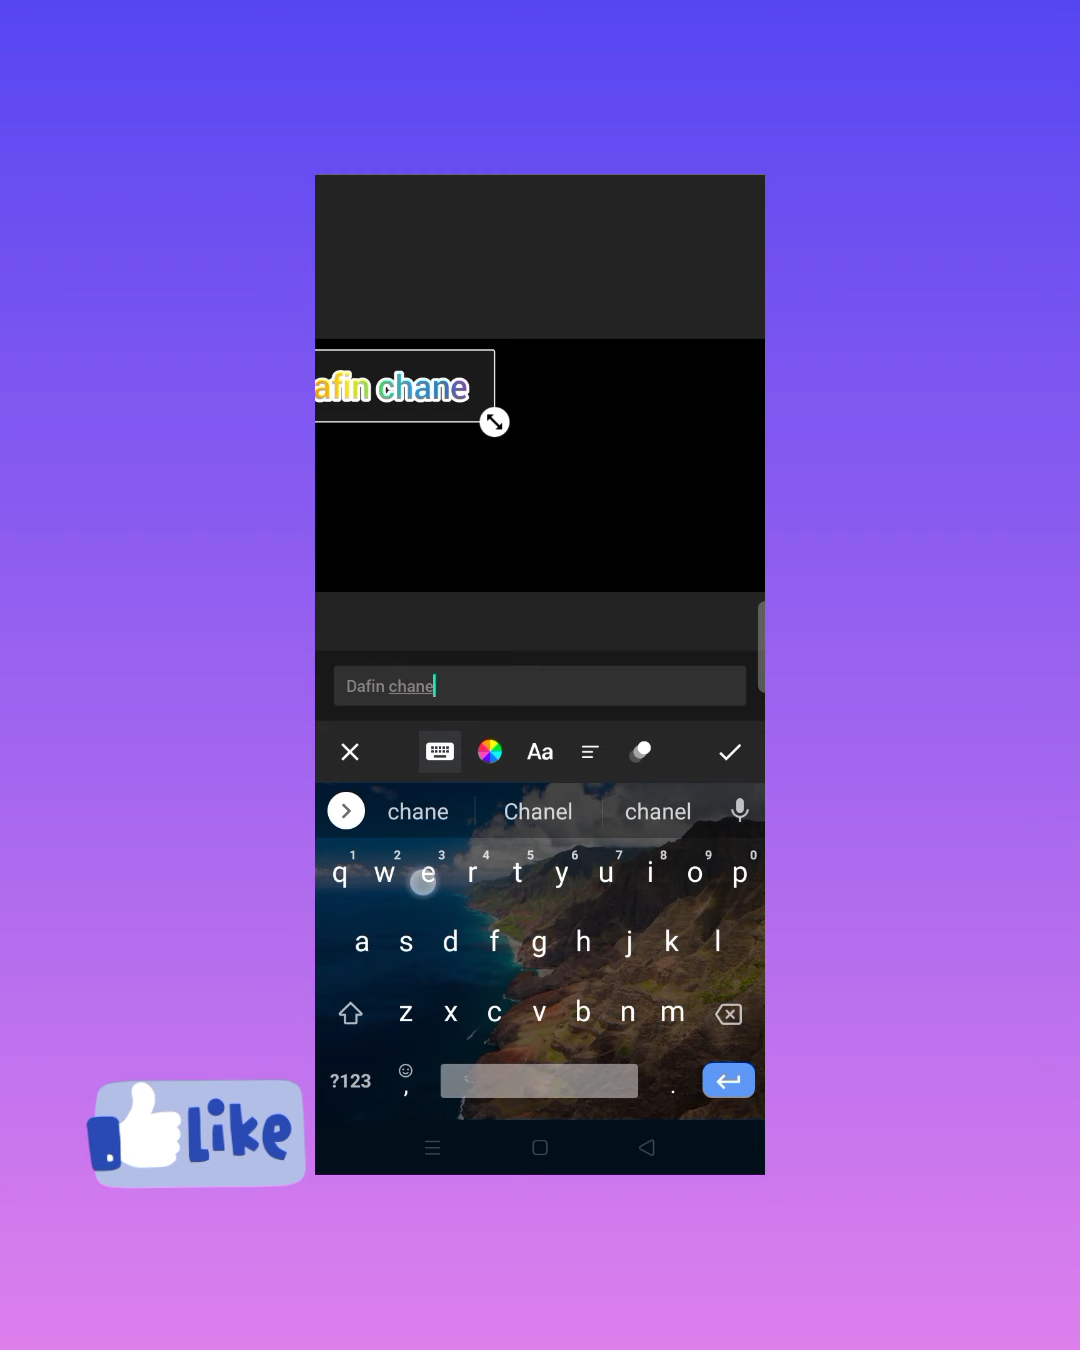 afin chane
Dafin chane
Aa
chane Chanel chanel
1 2 3 4 5 6 7 8 9 0
q w e r t y u i o p
a s d f g h j k l
z x c v b n m
?123 , .
Like